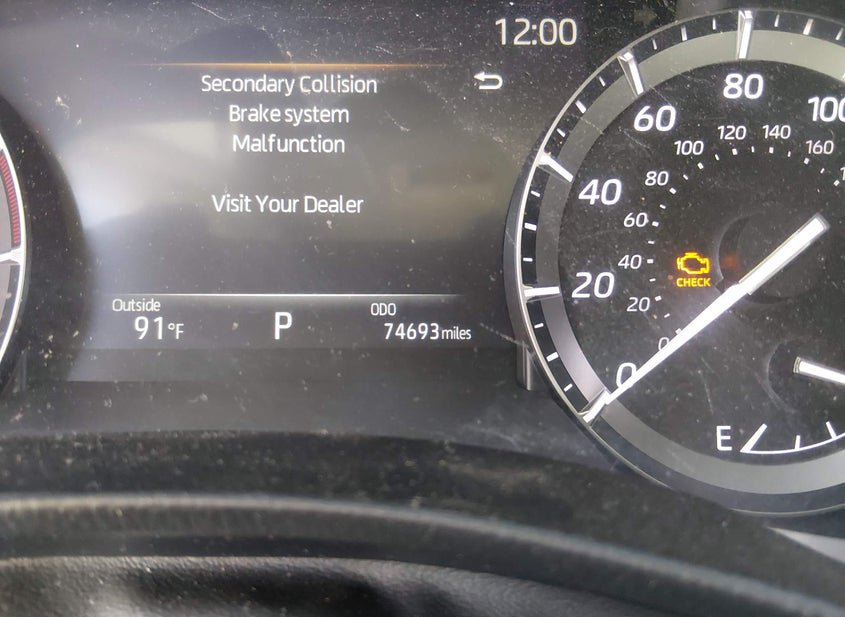 12:00
Secondary Collision
Brake system
Malfunction
Visit Your Dealer
Outside
91°F
P
ODO
74693 miles
0
20
40
60
80
100
0
20
40
60
80
100
120
140
160
CHECK
E